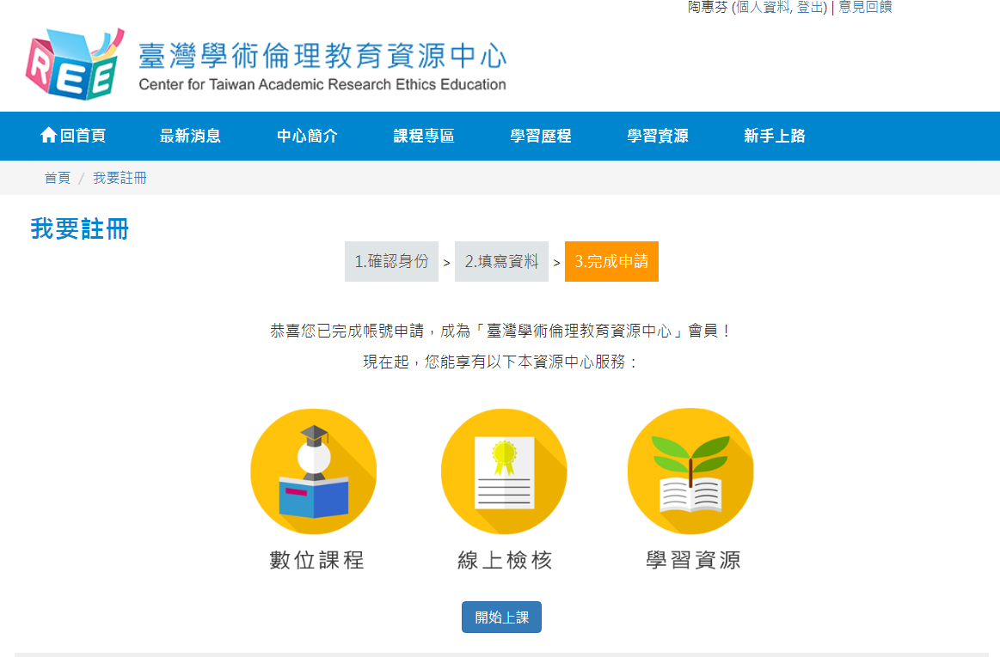 陶惠芬 (個人資料, 登出) | 意見回饋
REE
臺灣學術倫理教育資源中心
Center for Taiwan Academic Research Ethics Education
回首頁 最新消息 中心簡介 課程專區 學習歷程 學習資源 新手上路
首頁 / 我要註冊
我要註冊
1.確認身份 > 2.填寫資料 > 3.完成申請
恭喜您已完成帳號申請，成為「臺灣學術倫理教育資源中心」會員！
現在起，您能享有以下本資源中心服務：
數位課程 線上檢核 學習資源
開始上課